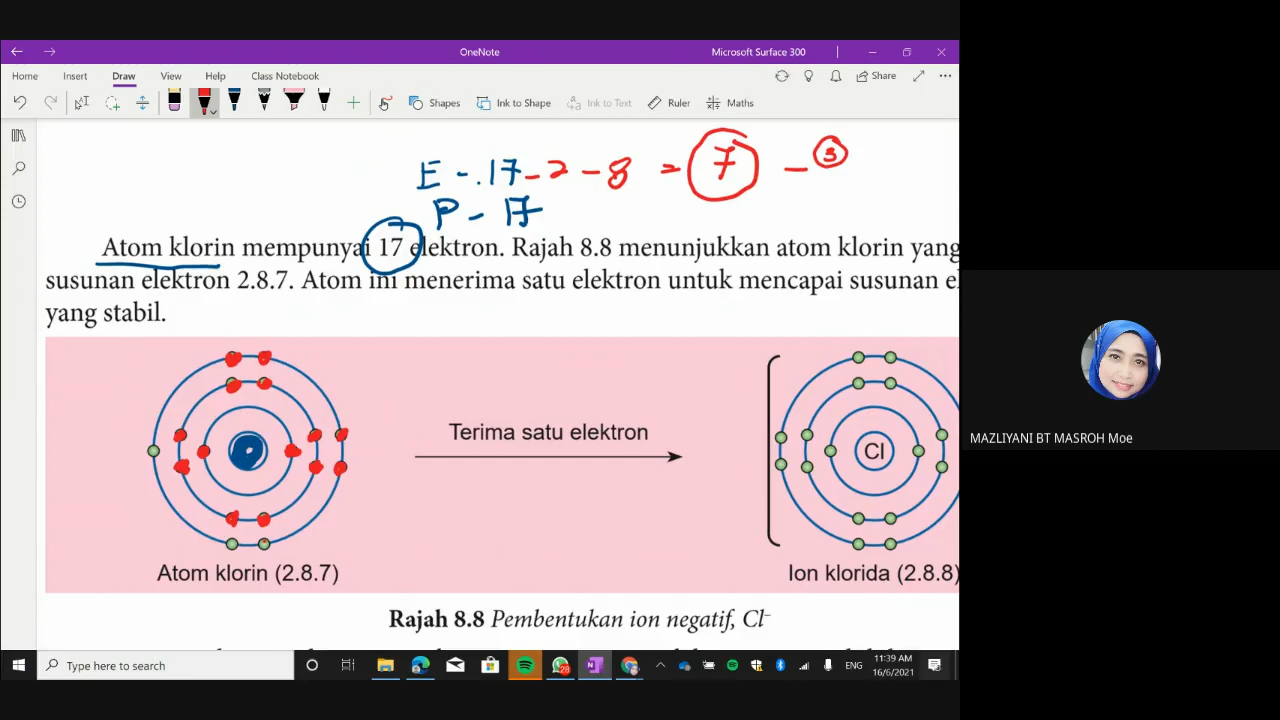 OneNote
Microsoft Surface 300
Home Insert Draw View Help Class Notebook
Share
Shapes Ink to Shape Ink to Text Ruler Maths
E - . 17 - 2 - 8 = 7 - 3
P - 17
Atom klorin mempunyai 17 elektron. Rajah 8.8 menunjukkan atom klorin yang
susunan elektron 2.8.7. Atom ini menerima satu elektron untuk mencapai susunan el
yang stabil.
Terima satu elektron
Cl
Atom klorin (2.8.7)
Ion klorida (2.8.8)
Rajah 8.8 Pembentukan ion negatif, Cl⁻
MAZLIYANI BT MASROH Moe
Type here to search
28
ENG
11:39 AM
16/6/2021